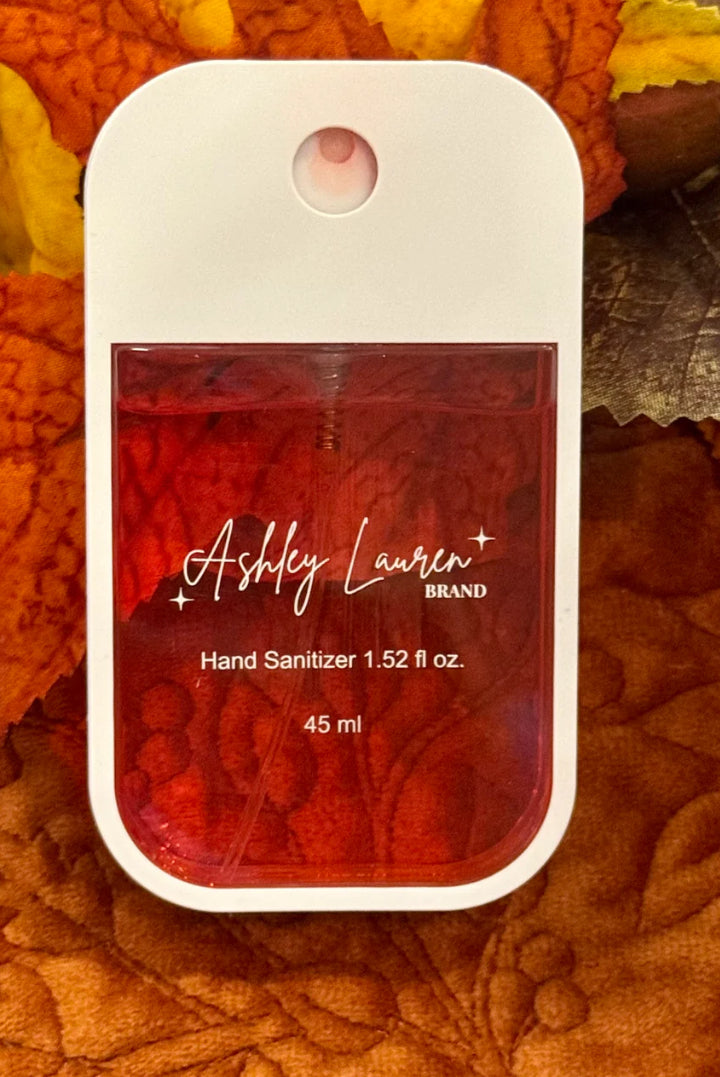 Ashley Lauren
BRAND
Hand Sanitizer 1.52 fl oz.
45 ml